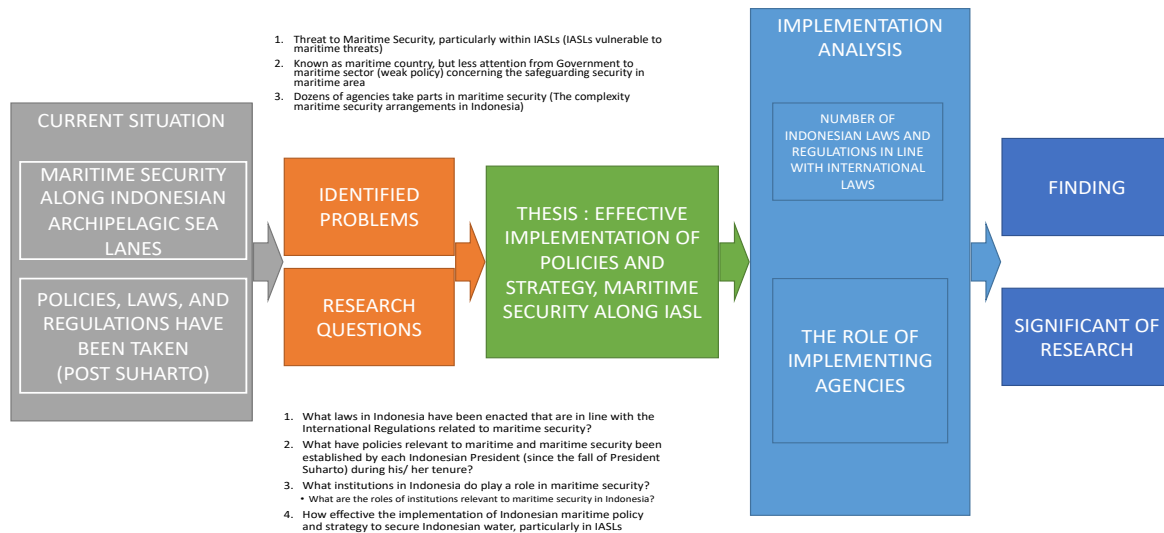 CURRENT SITUATION
MARITIME SECURITY
ALONG INDONESIAN
ARCHIPELAGIC SEA
LANES
POLICIES, LAWS, AND
REGULATIONS HAVE
BEEN TAKEN
(POST SUHARTO)
1. Threat to Maritime Security, particularly within IASLs (IASLs vulnerable to
maritime threats)
2. Known as maritime country, but less attention from Government to
maritime sector (weak policy) concerning the safeguarding security in
maritime area
3. Dozens of agencies take parts in maritime security (The complexity
maritime security arrangements in Indonesia)
IDENTIFIED
PROBLEMS
RESEARCH
QUESTIONS
1. What laws in Indonesia have been enacted that are in line with the
International Regulations related to maritime security?
2. What have policies relevant to maritime and maritime security been
established by each Indonesian President (since the fall of President
Suharto) during his/ her tenure?
3. What institutions in Indonesia do play a role in maritime security?
• What are the roles of institutions relevant to maritime security in Indonesia?
4. How effective the implementation of Indonesian maritime policy
and strategy to secure Indonesian water, particularly in IASLs
THESIS : EFFECTIVE
IMPLEMENTATION OF
POLICIES AND
STRATEGY, MARITIME
SECURITY ALONG IASL
IMPLEMENTATION
ANALYSIS
NUMBER OF
INDONESIAN LAWS AND
REGULATIONS IN LINE
WITH INTERNATIONAL
LAWS
THE ROLE OF
IMPLEMENTING
AGENCIES
FINDING
SIGNIFICANT OF
RESEARCH